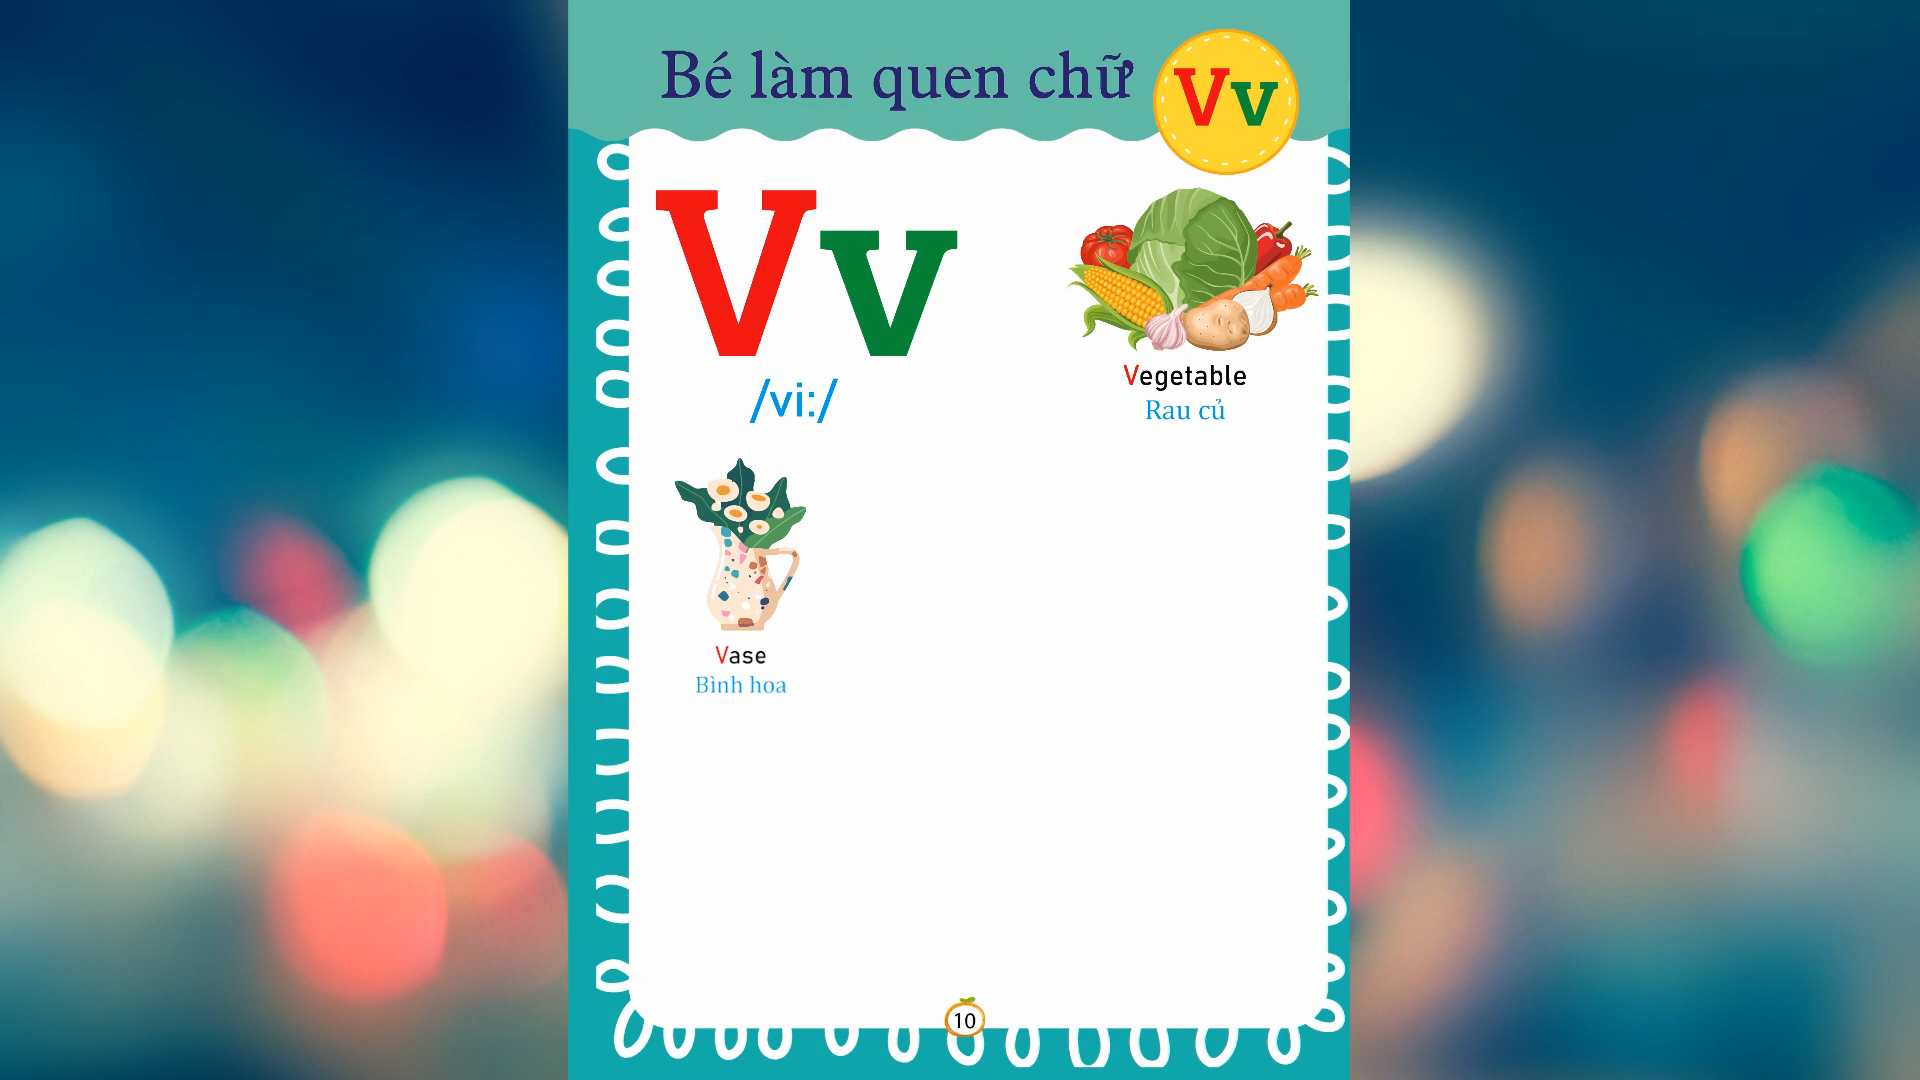 Bé làm quen chữ
Vv
Vv
/vi:/
Vegetable
Rau củ
Vase
Bình hoa
10